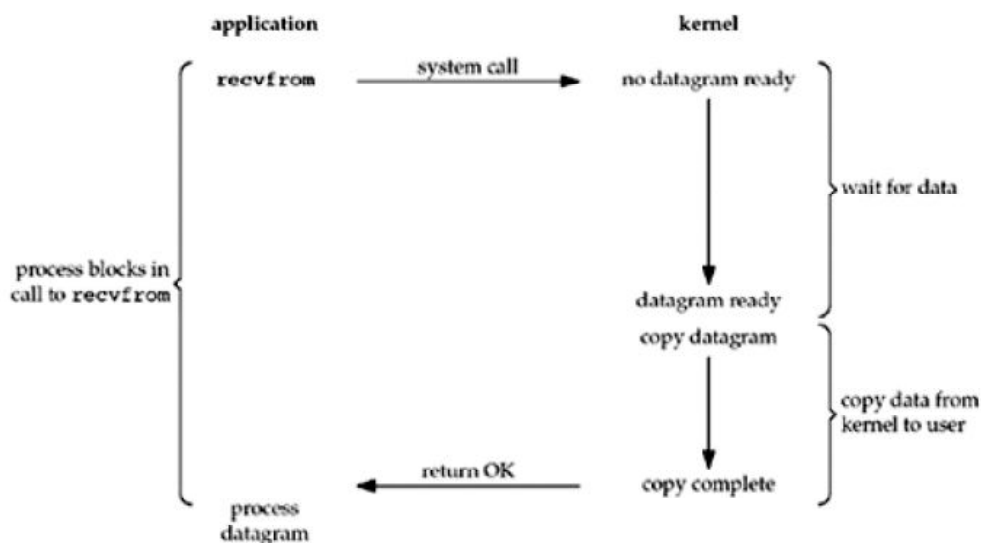 application
kernel
recvfrom
system call
no datagram ready
wait for data
process blocks in
call to recvfrom
datagram ready
copy datagram
copy data from
kernel to user
return OK
copy complete
process
datagram